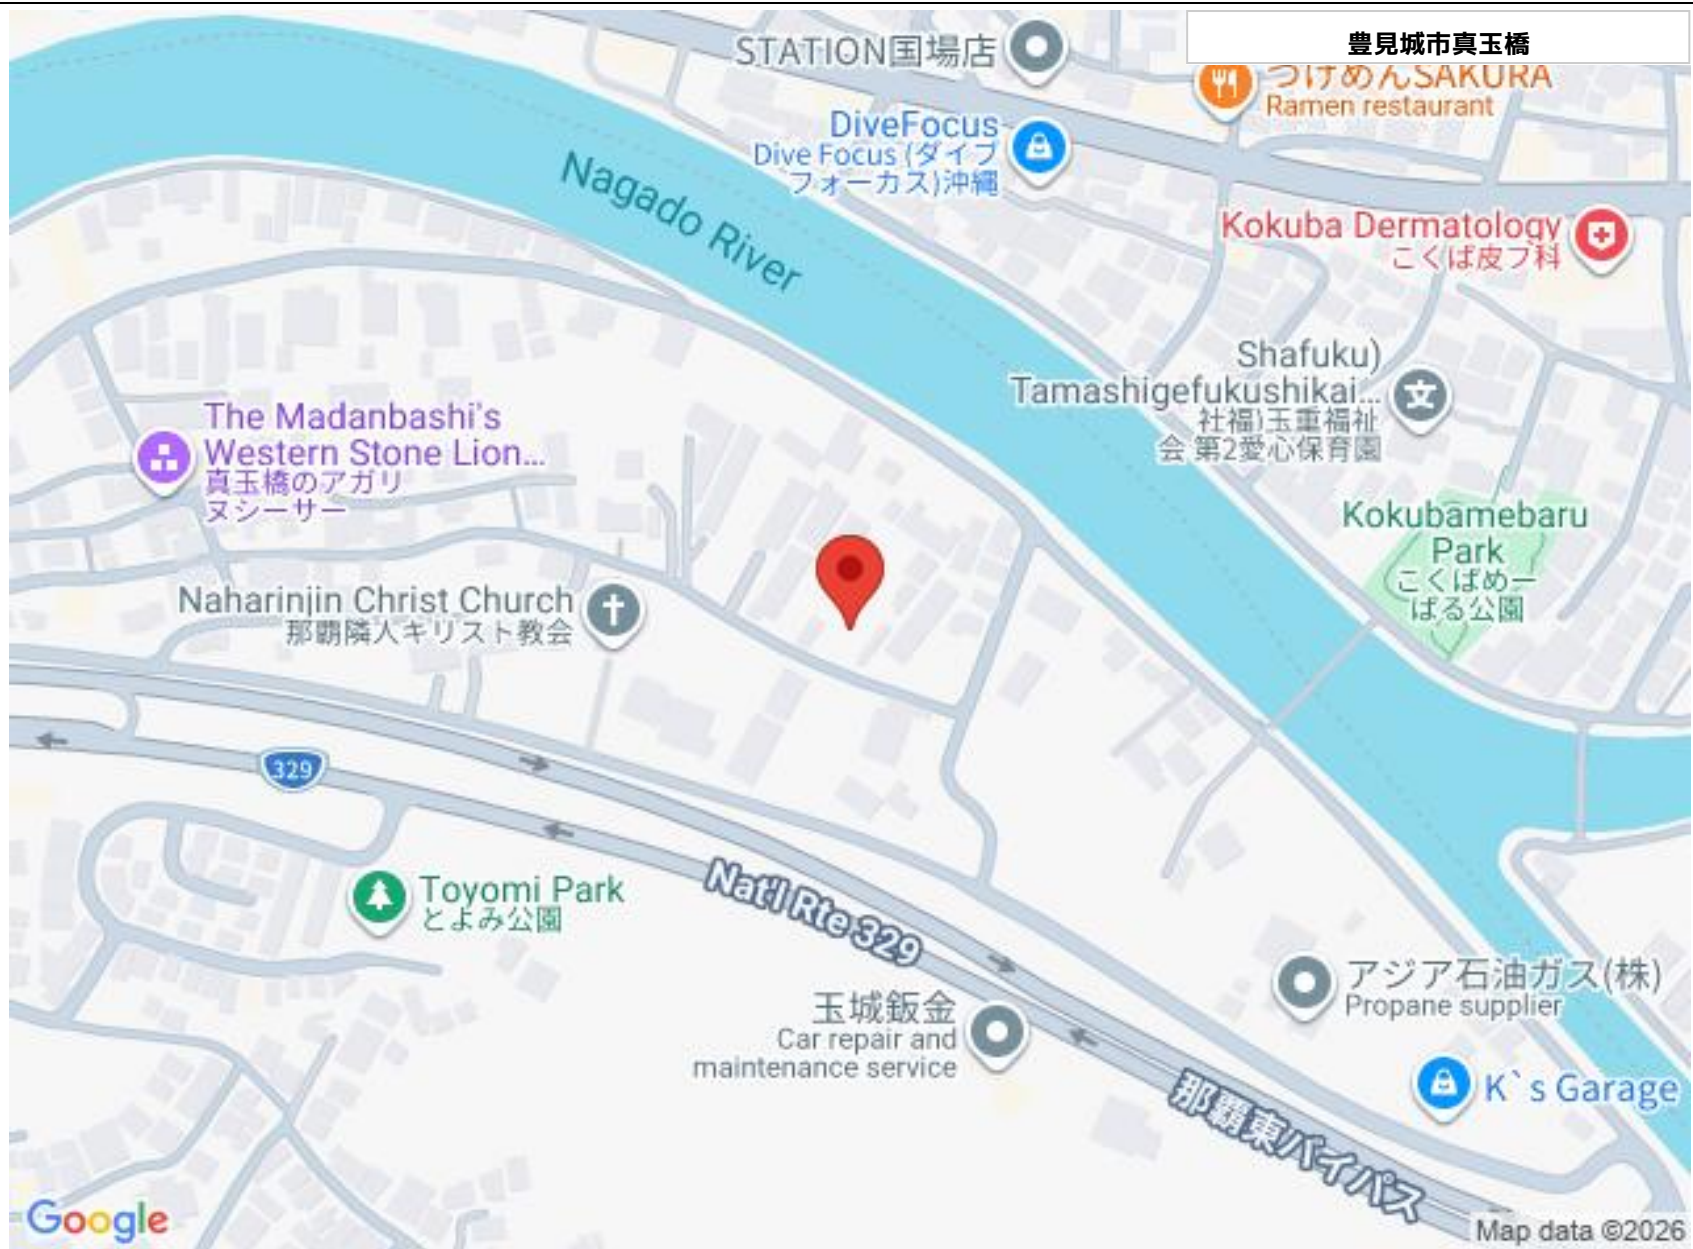 豊見城市真玉橋
STATION国場店
つけめんSAKURA
Ramen restaurant
DiveFocus
Dive Focus (ダイブ
フォーカス)沖縄
Nagado River
Kokuba Dermatology
こくば皮フ科
Shafuku)
Tamashigefukushikai...
社福)玉重福祉
会 第2愛心保育園
The Madanbashi's
Western Stone Lion...
真玉橋のアガリ
ヌシーサー
Kokubamebaru
Park
こくばめー
ばる公園
Naharinjin Christ Church
那覇隣人キリスト教会
329
Toyomi Park
とよみ公園
Nat'l Rte 329
アジア石油ガス(株)
Propane supplier
玉城鈑金
Car repair and
maintenance service
K`s Garage
那覇東バイパス
Google
Map data ©2026